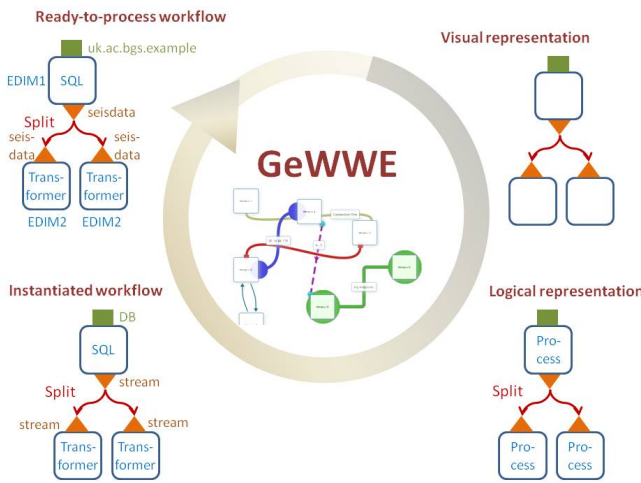 Ready-to-process workflow
uk.ac.bgs.example
EDIM1
SQL
seisdata
Split
seis-
data
seis-
data
Trans-
former
Trans-
former
EDIM2
EDIM2
Visual representation
GeWWE
Instantiated workflow
DB
SQL
stream
Split
stream
stream
Trans-
former
Trans-
former
Logical representation
Pro-
cess
Split
Pro-
cess
Pro-
cess